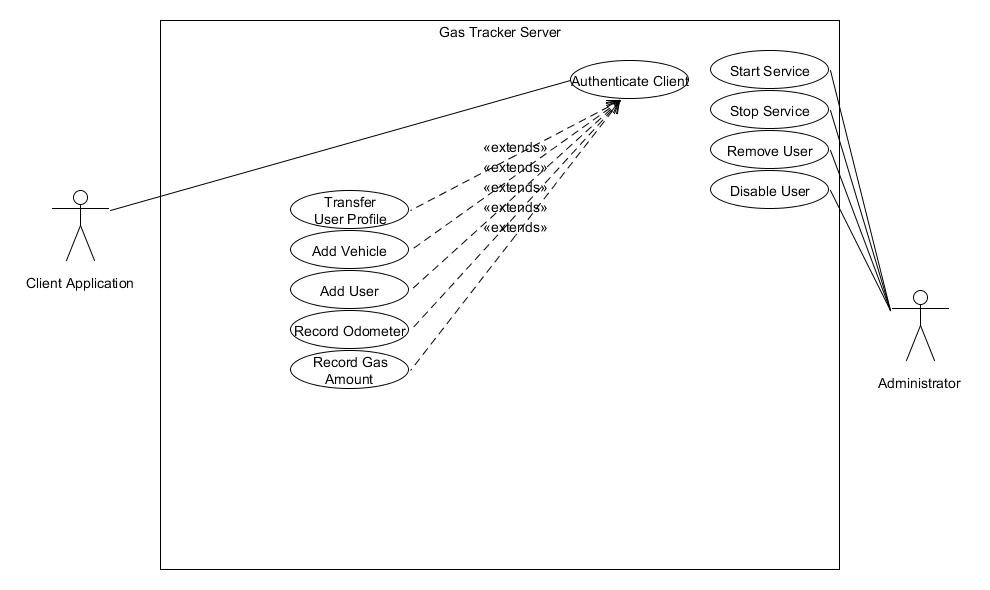 Gas Tracker Server
Authenticate Client
Start Service
Stop Service
Remove User
Disable User
«extends»
«extends»
«extends»
«extends»
«extends»
Transfer
User Profile
Add Vehicle
Add User
Record Odometer
Record Gas
Amount
Client Application
Administrator